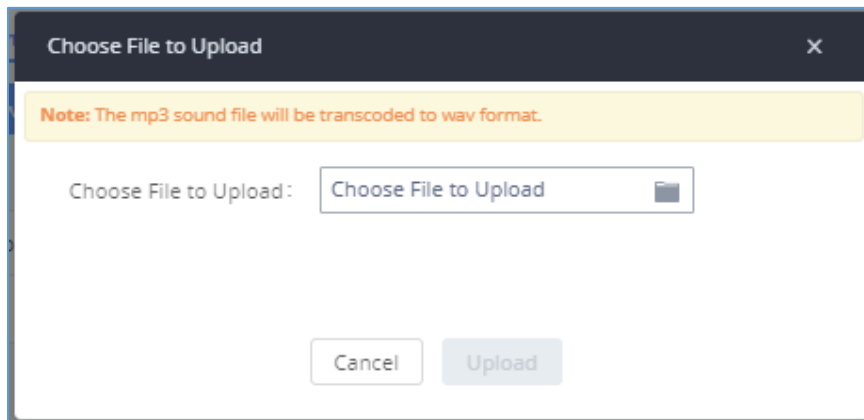 Choose File to Upload
Note: The mp3 sound file will be transcoded to wav format.
Choose File to Upload: Choose File to Upload
Cancel Upload